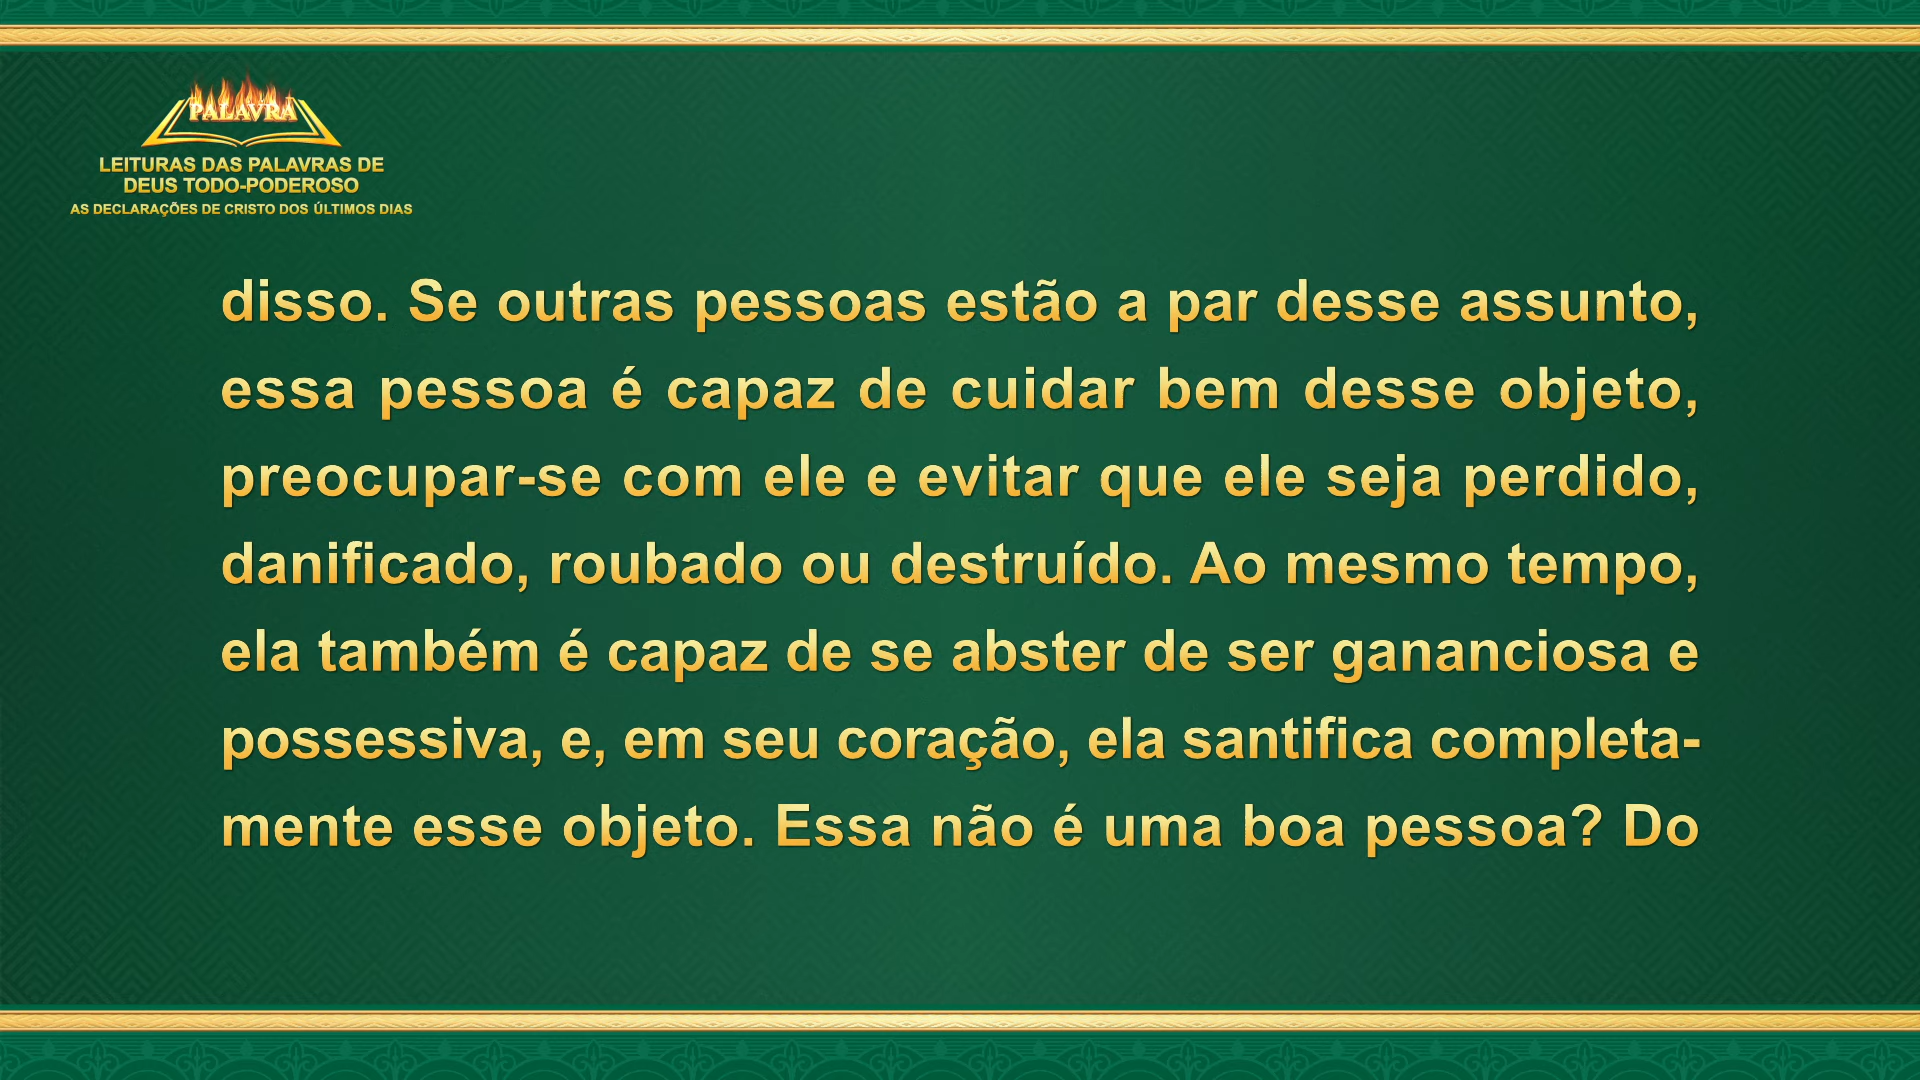 PALAVRA
LEITURAS DAS PALAVRAS DE
DEUS TODO-PODEROSO
AS DECLARAÇÕES DE CRISTO DOS ÚLTIMOS DIAS
disso. Se outras pessoas estão a par desse assunto,
essa pessoa é capaz de cuidar bem desse objeto,
preocupar-se com ele e evitar que ele seja perdido,
danificado, roubado ou destruído. Ao mesmo tempo,
ela também é capaz de se abster de ser gananciosa e
possessiva, e, em seu coração, ela santifica completa-
mente esse objeto. Essa não é uma boa pessoa? Do